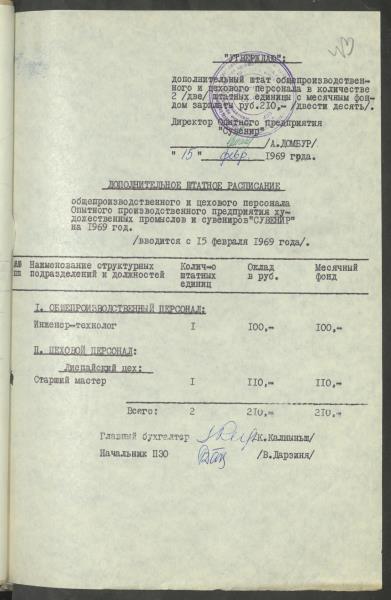 "УТВЕРЖДАЮ":
дополнительный штат общепроизводствен-
ного и цехового персонала в количестве
2 /две/ штатных единицы с месячным фон-
дом зарплаты руб.210,- /двести десять/.
Директор Опытного предприятия
"Сувенир"
/А.ДОМБУР/
"15" февр. 1969 года.
ДОПОЛНИТЕЛЬНОЕ ШТАТНОЕ РАСПИСАНИЕ
общепроизводственного и цехового персонала
Опытного производственного предприятия ху-
дожественных промыслов и сувениров "СУВЕНИР"
на 1969 год.
/вводится с 15 февраля 1969 года/.
№№ пп Наименование структурных подразделений и должностей Колич-о штатных единиц Оклад в руб. Месячный фонд
I. ОБЩЕПРОИЗВОДСТВЕННЫЙ ПЕРСОНАЛ:
Инженер-технолог I 100,- 100,-
II. ЦЕХОВОЙ ПЕРСОНАЛ:
Лиепайский цех:
Старший мастер I 110,- 110,-
Всего: 2 210,- 210,-
Главный бухгалтер /К.Калныньш/
Начальник ПЭО /В.Дарзиня/